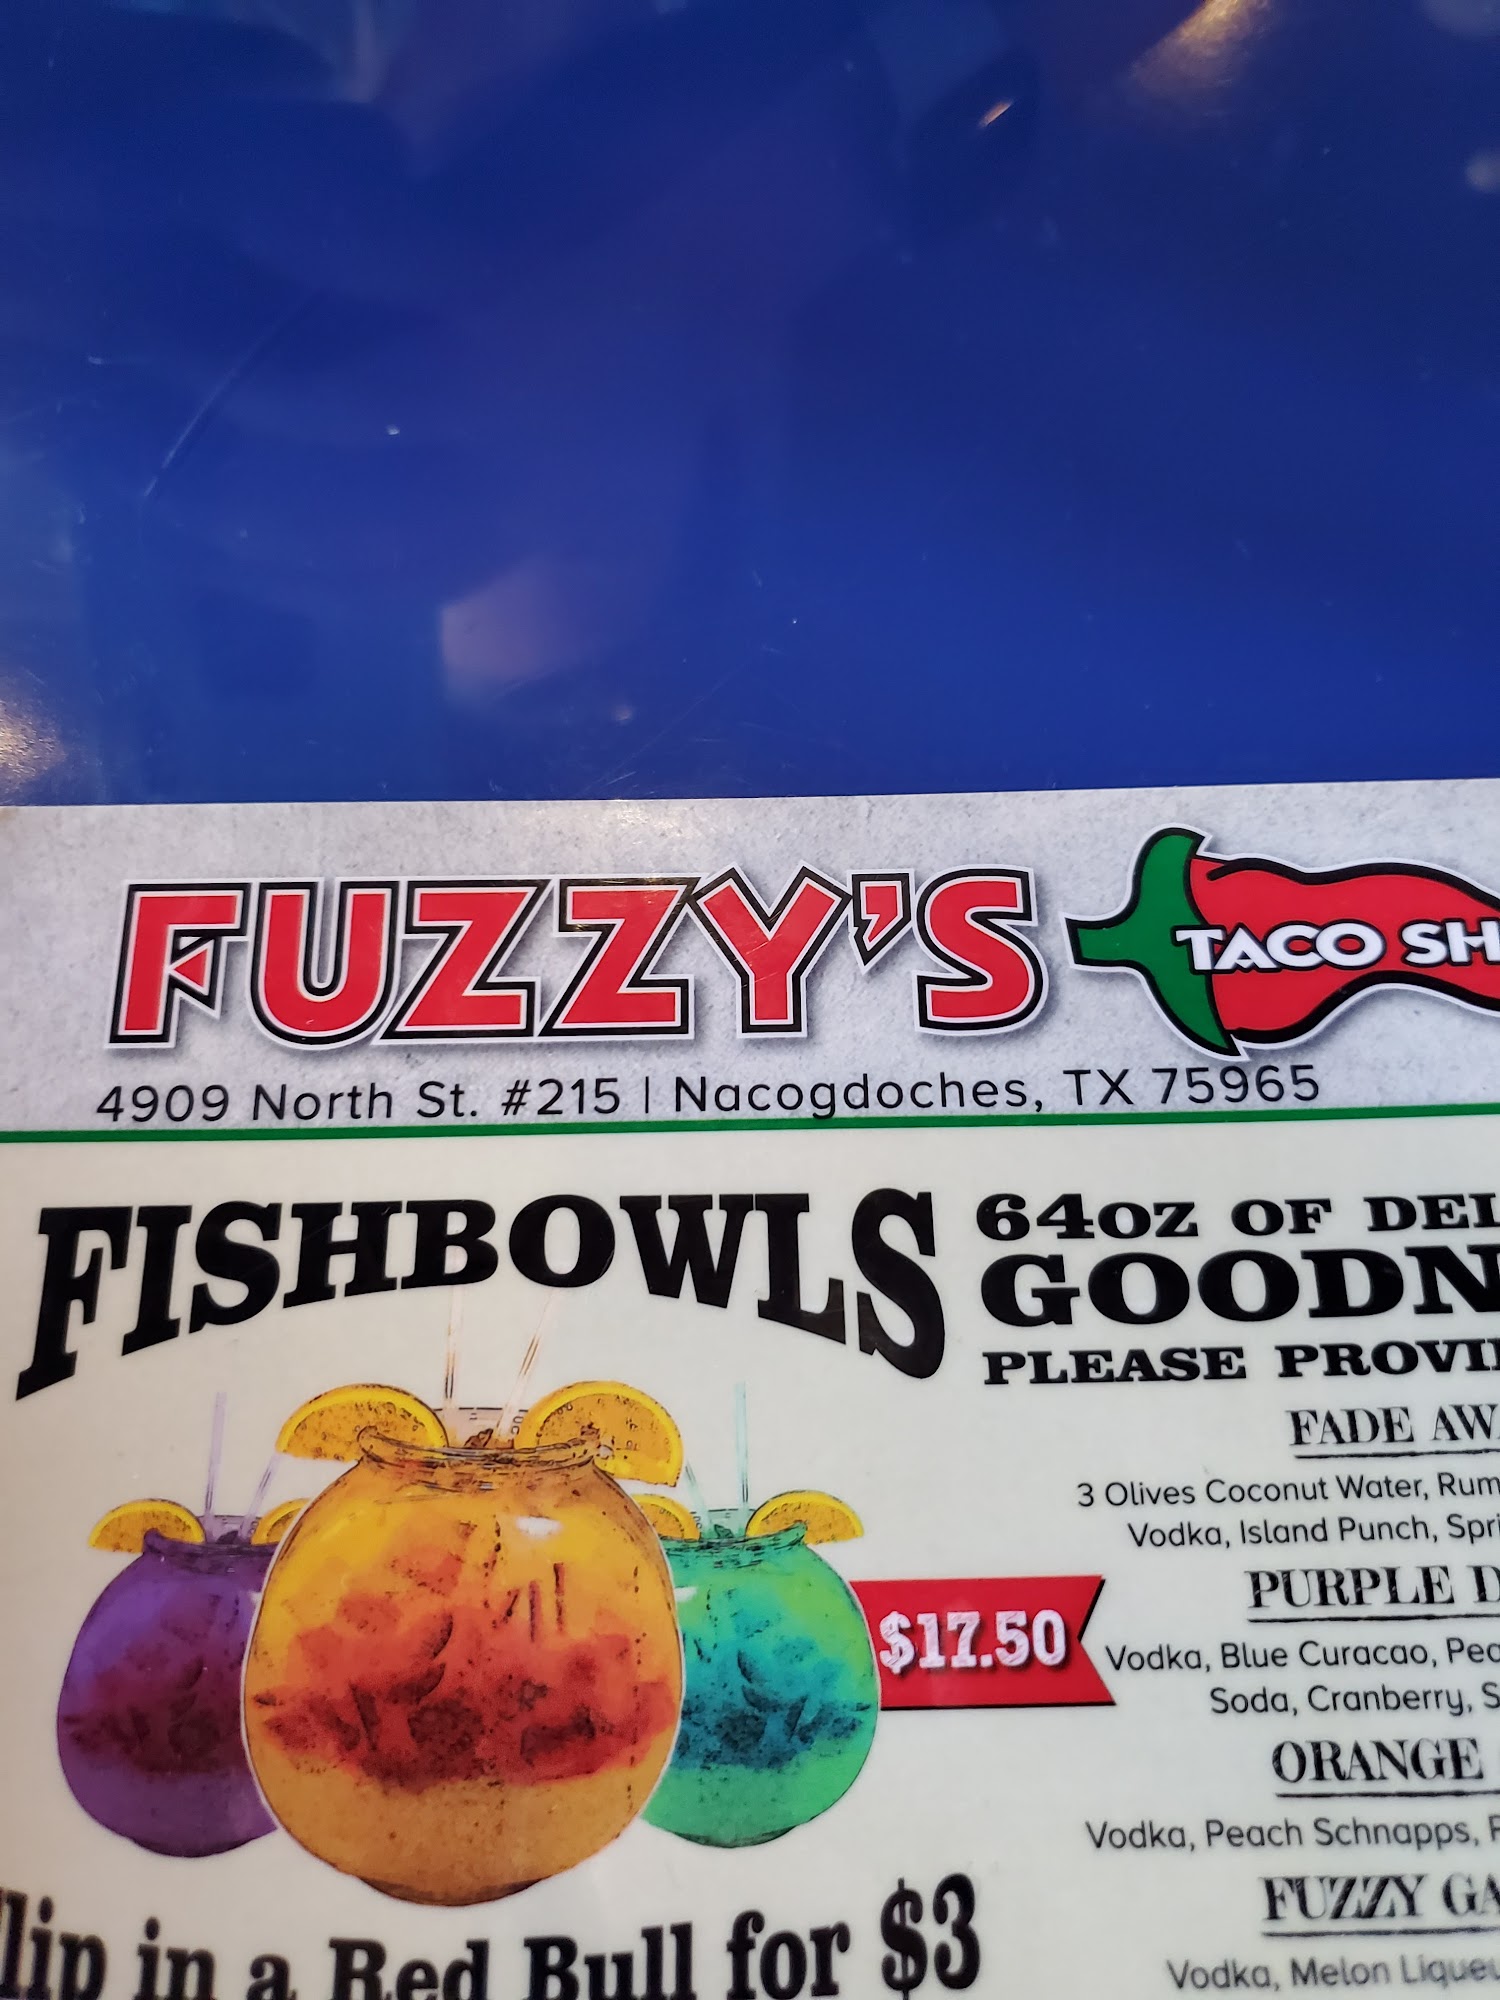 FUZZY'S TACO SH
4909 North St. #215 | Nacogdoches, TX 75965
FISHBOWLS
64OZ OF DEL
GOODN
PLEASE PROVI
FADE AW
3 Olives Coconut Water, Rum
Vodka, Island Punch, Spri
PURPLE D
$17.50
Vodka, Blue Curacao, Pea
Soda, Cranberry, S
ORANGE
Vodka, Peach Schnapps, P
FUZZY GA
Vodka, Melon Liqueu
lip in a Red Bull for $3